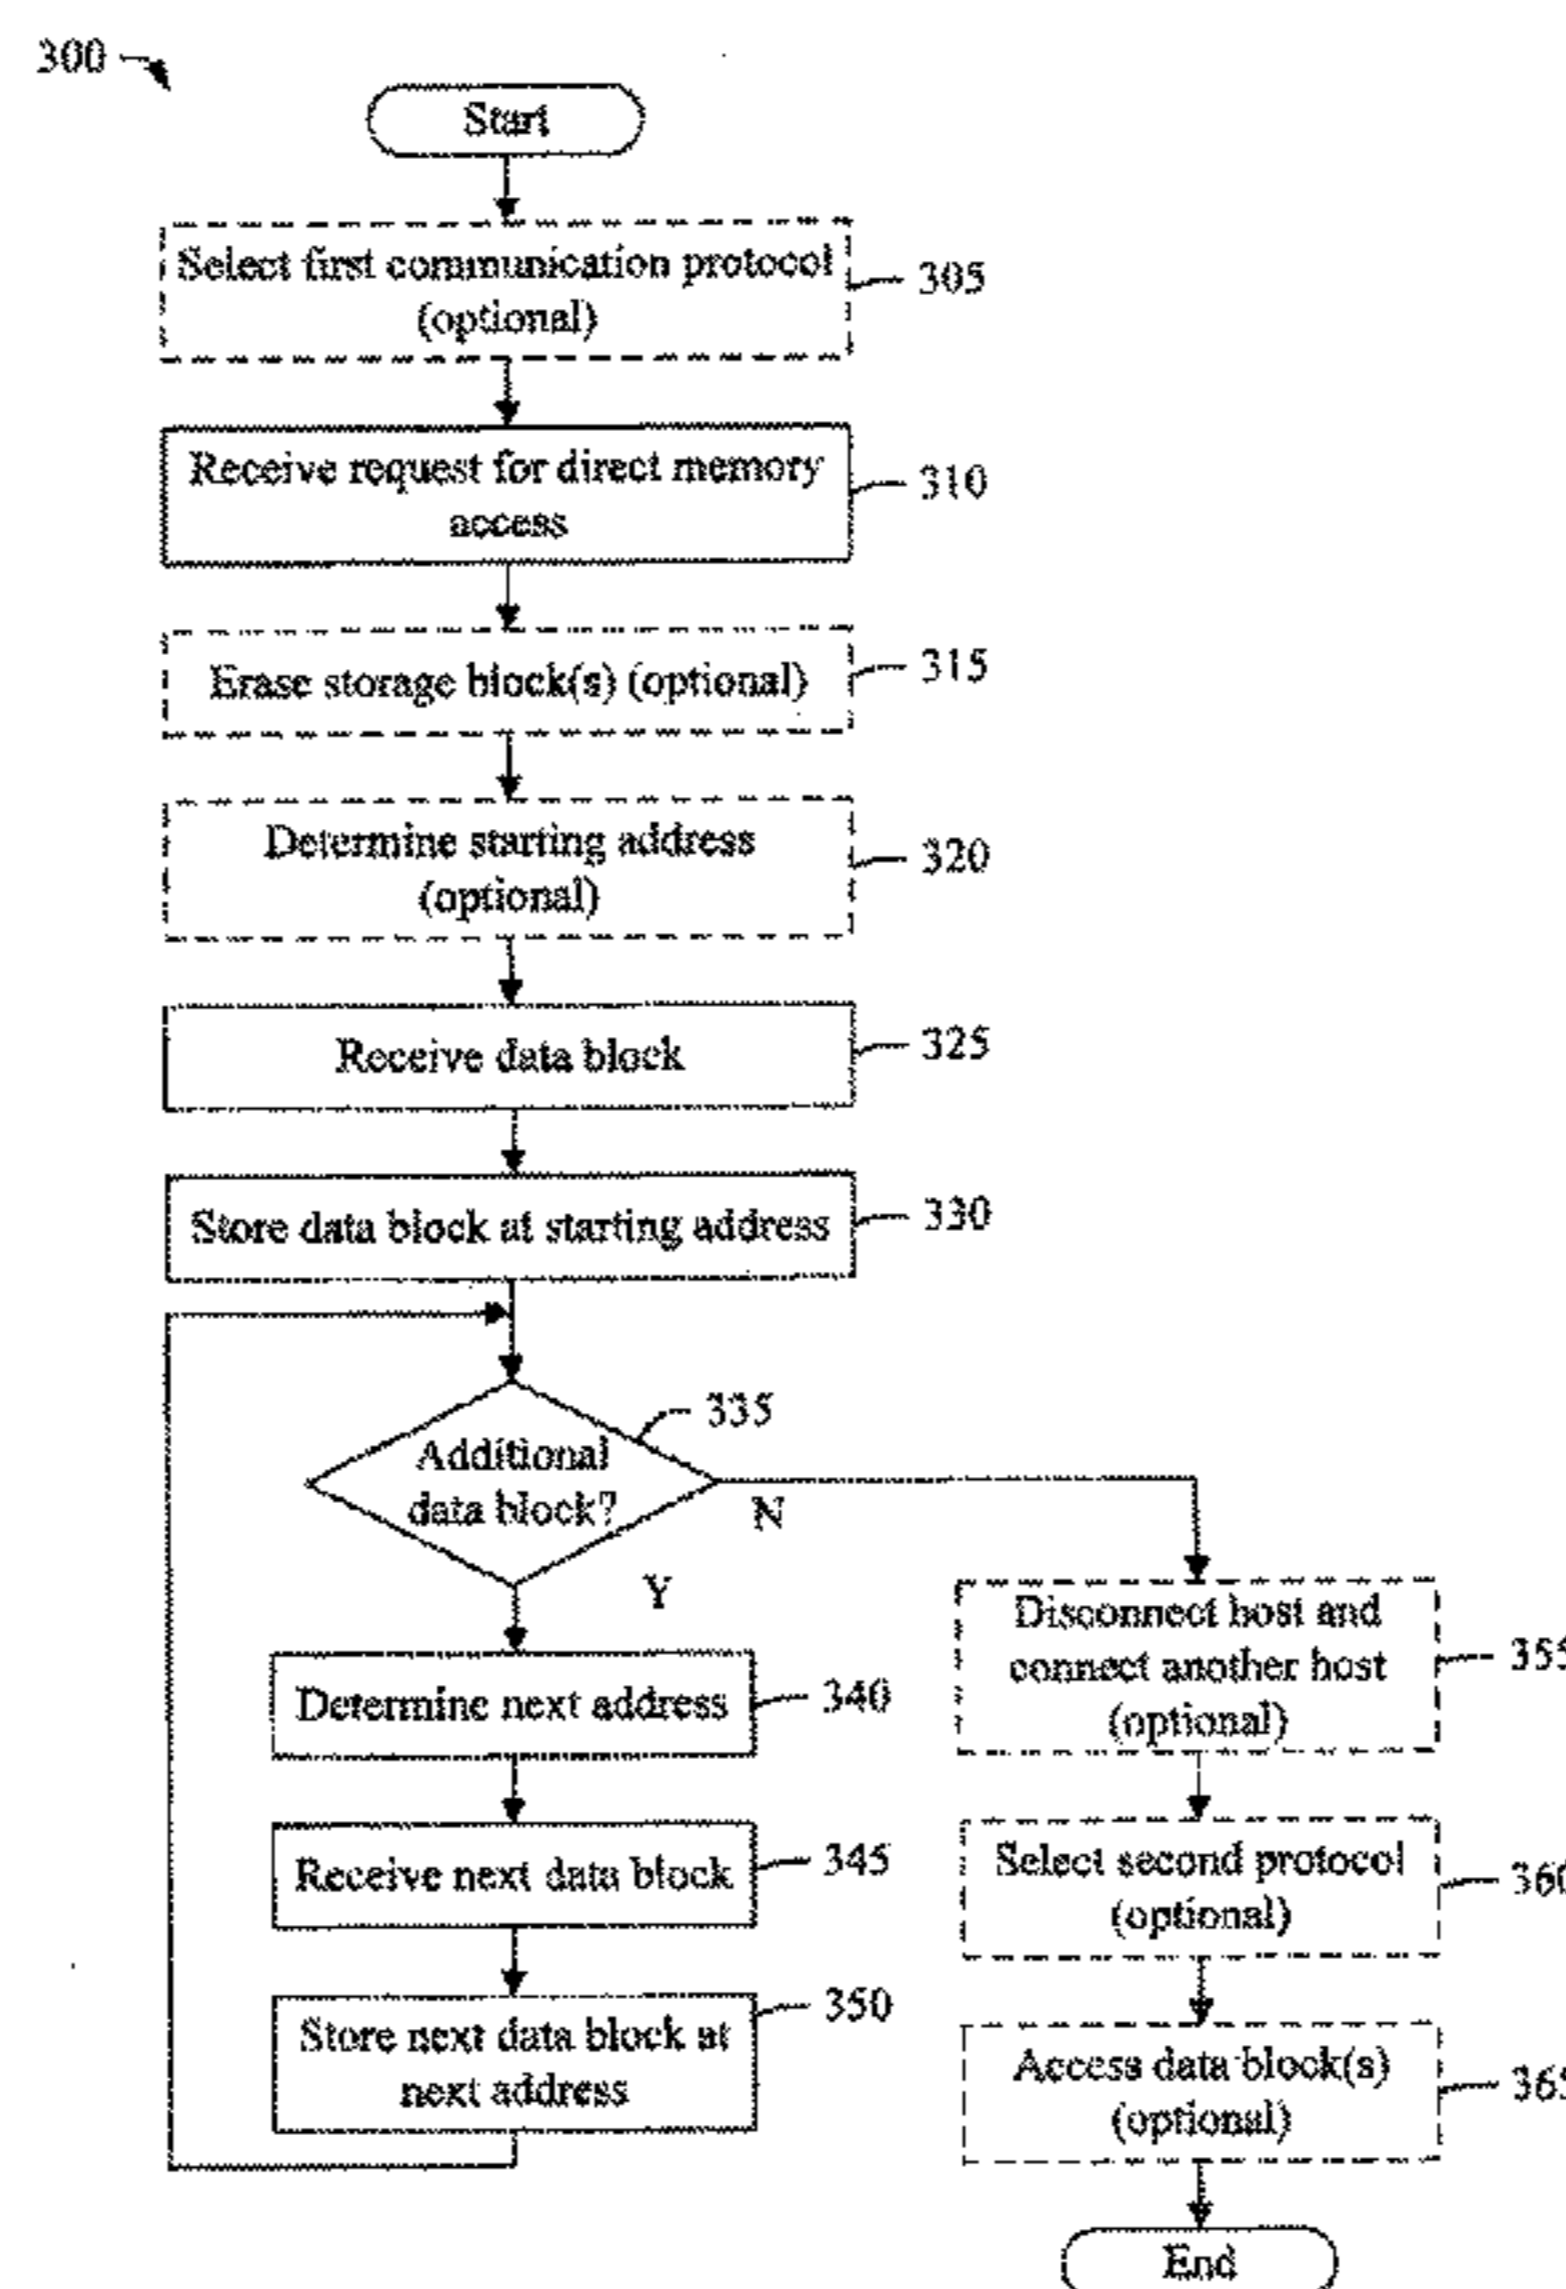 300
Start
Select first communication protocol
(optional)
305
Receive request for direct memory
access
310
Erase storage block(s) (optional)
315
Determine starting address
(optional)
320
Receive data block
325
Store data block at starting address
330
Additional
data block?
335
N
Y
Determine next address
340
Receive next data block
345
Store next data block at
next address
350
Disconnect host and
connect another host
(optional)
355
Select second protocol
(optional)
360
Access data block(s)
(optional)
365
End